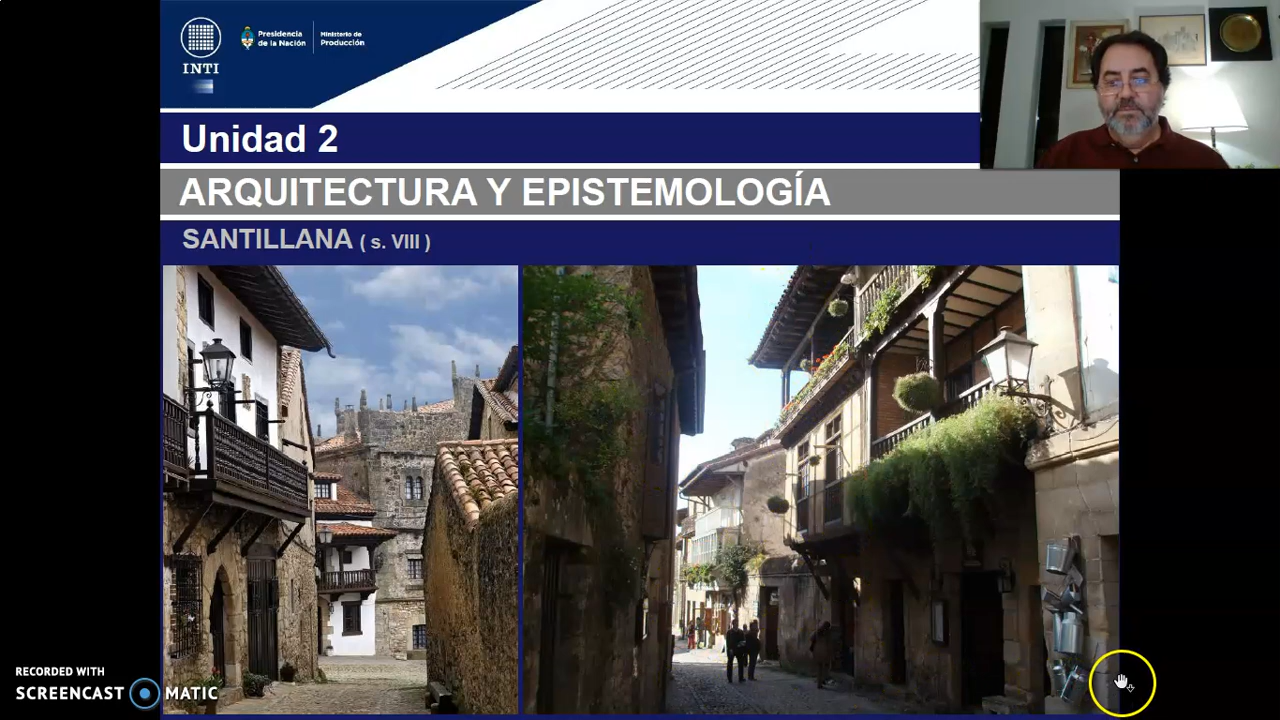 INTI
Presidencia
de la Nación
Ministerio de
Producción
Unidad 2
ARQUITECTURA Y EPISTEMOLOGÍA
SANTILLANA ( s. VIII )
RECORDED WITH
SCREENCAST MATIC